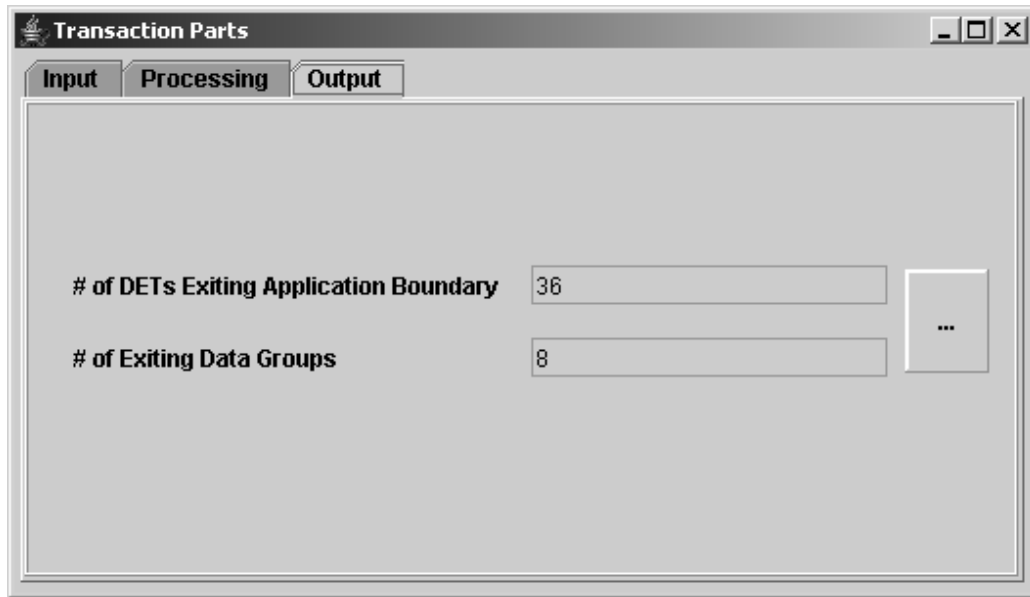 Transaction Parts
Input Processing Output
# of DETs Exiting Application Boundary 36
...
# of Exiting Data Groups 8